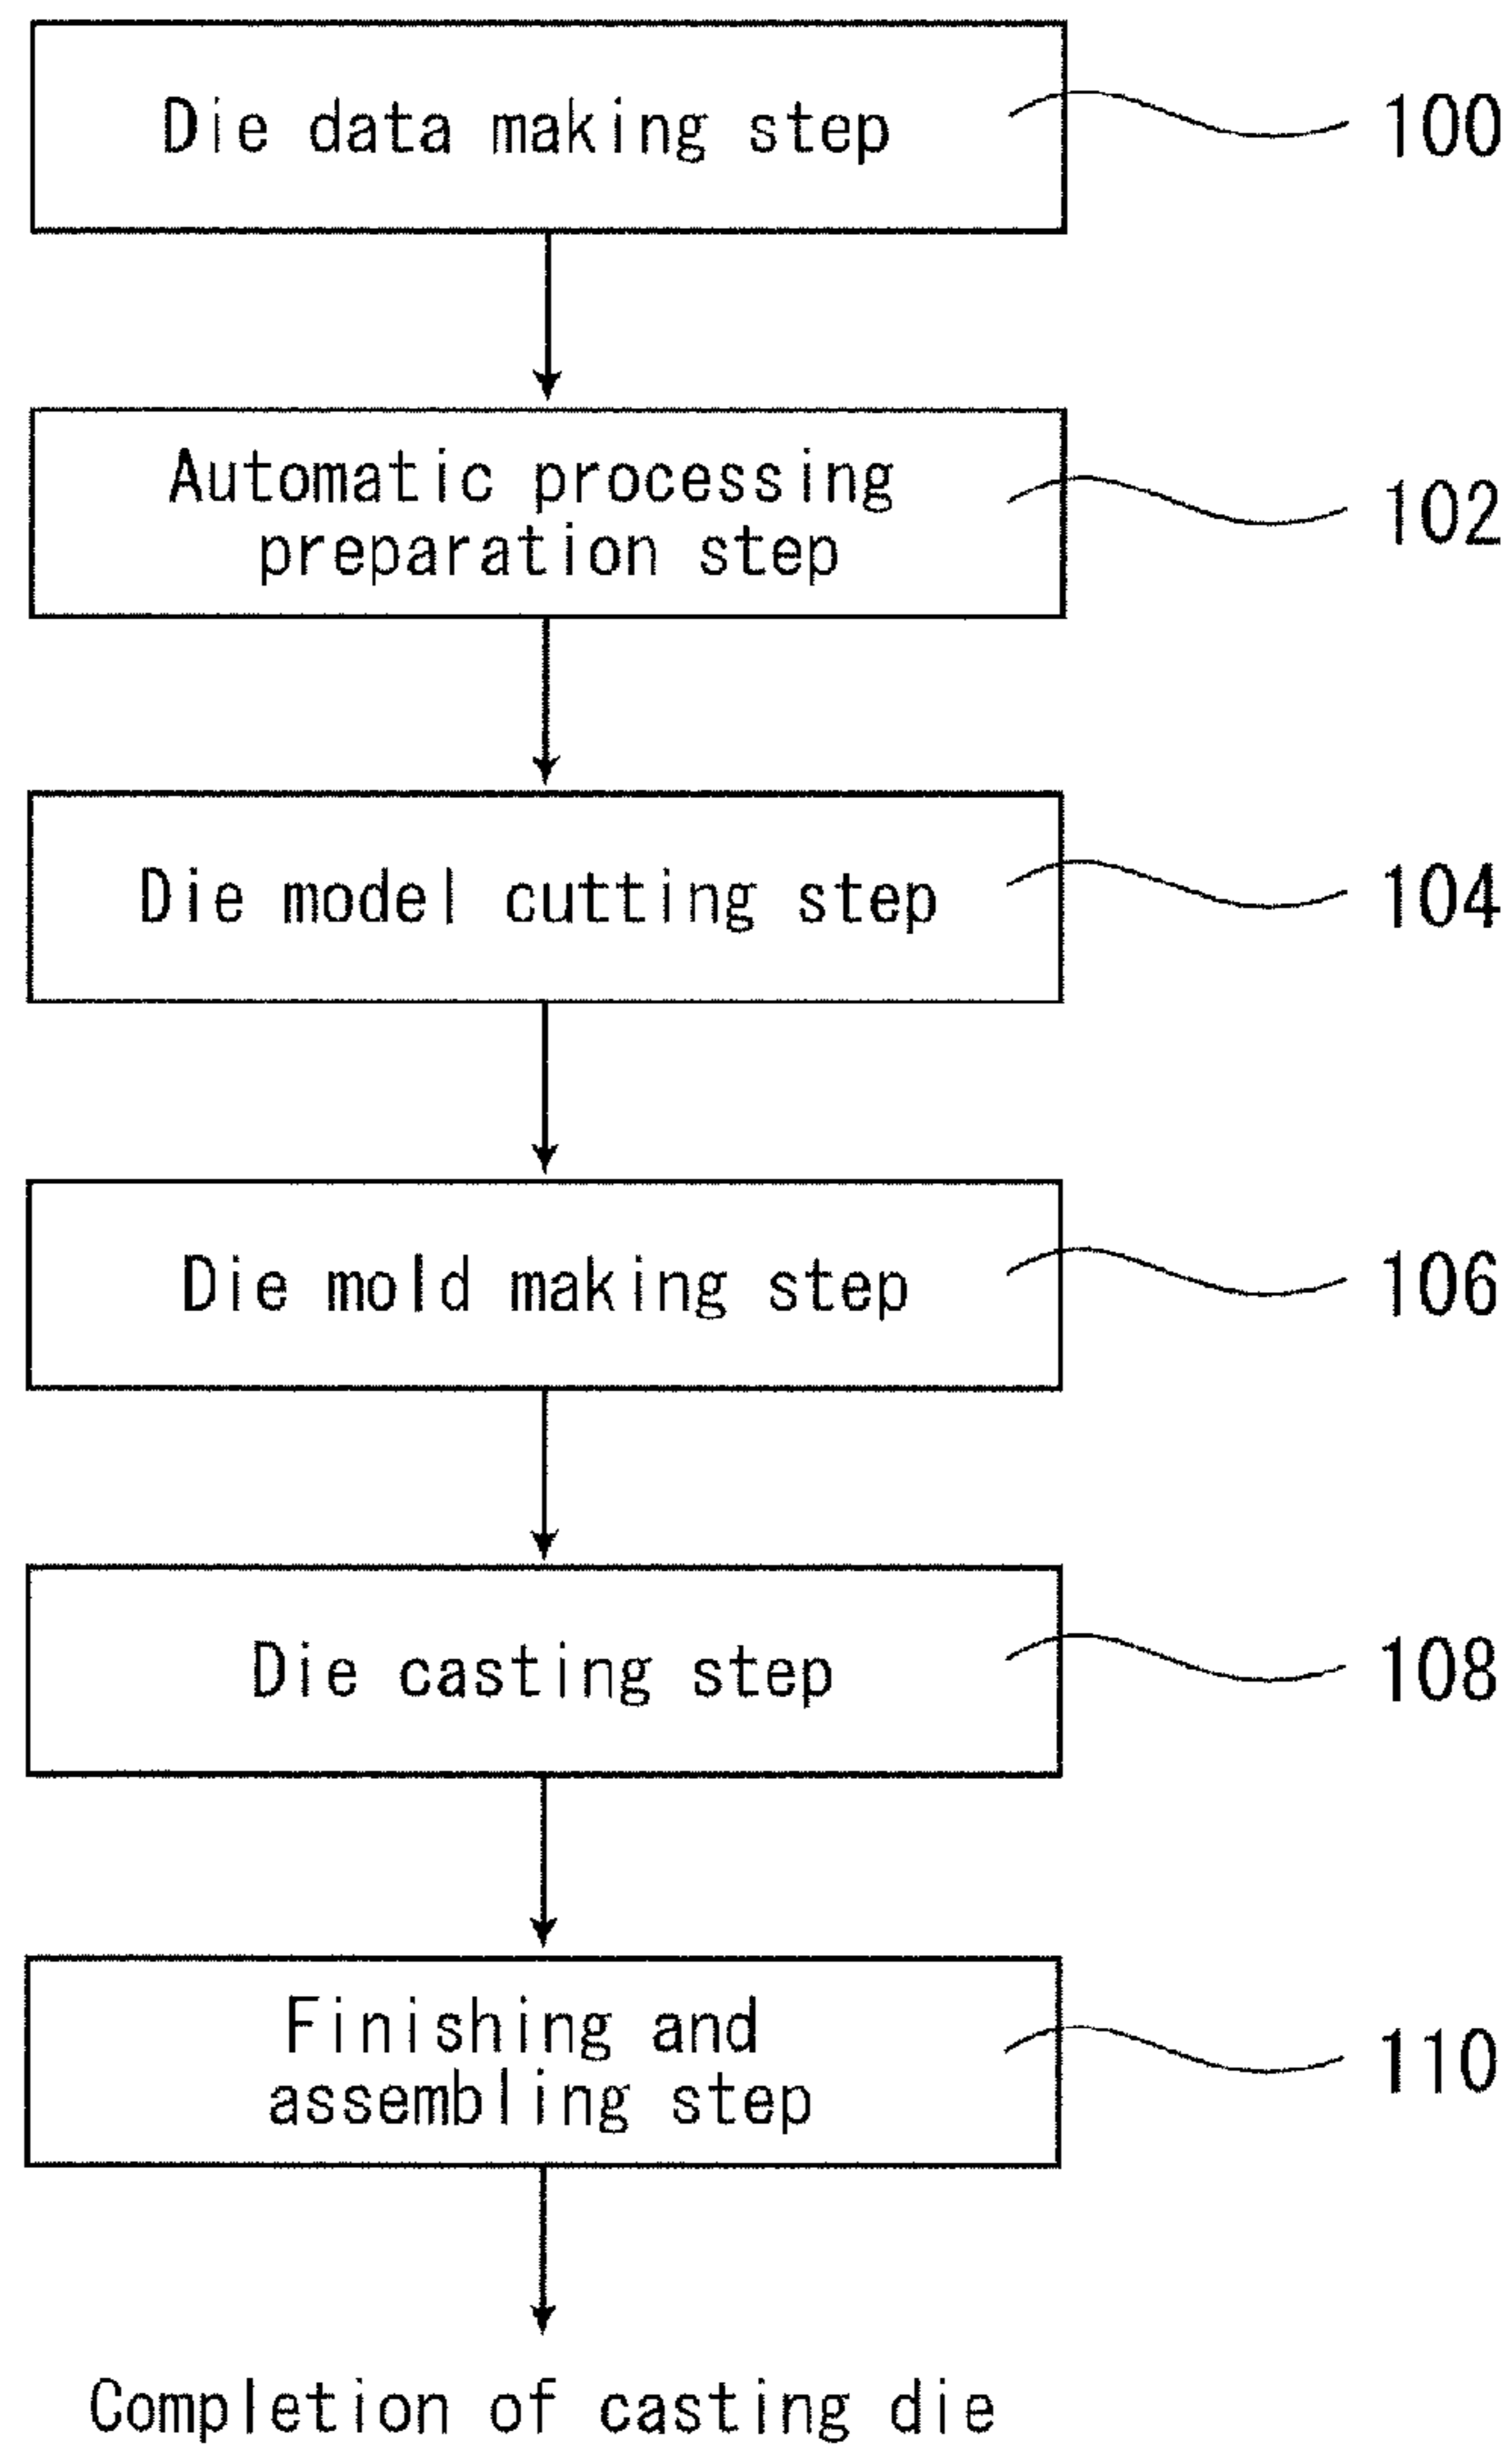 Die data making step
100
Automatic processing
preparation step
102
Die model cutting step
104
Die mold making step
106
Die casting step
108
Finishing and
assembling step
110
Completion of casting die